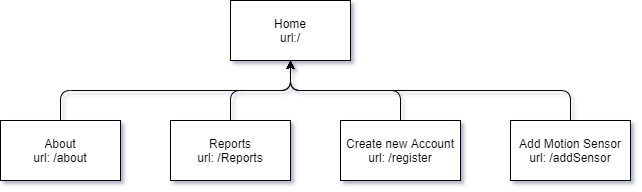 Home
url:/
About
url: /about
Reports
url: /Reports
Create new Account
url: /register
Add Motion Sensor
url: /addSensor